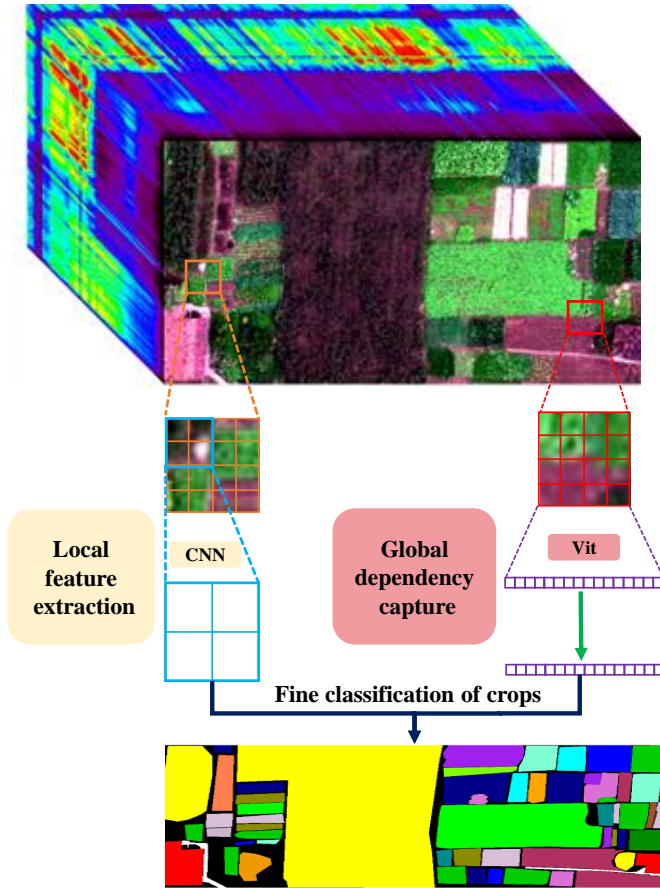 Local
feature
extraction
CNN
Global
dependency
capture
Vit
Fine classification of crops